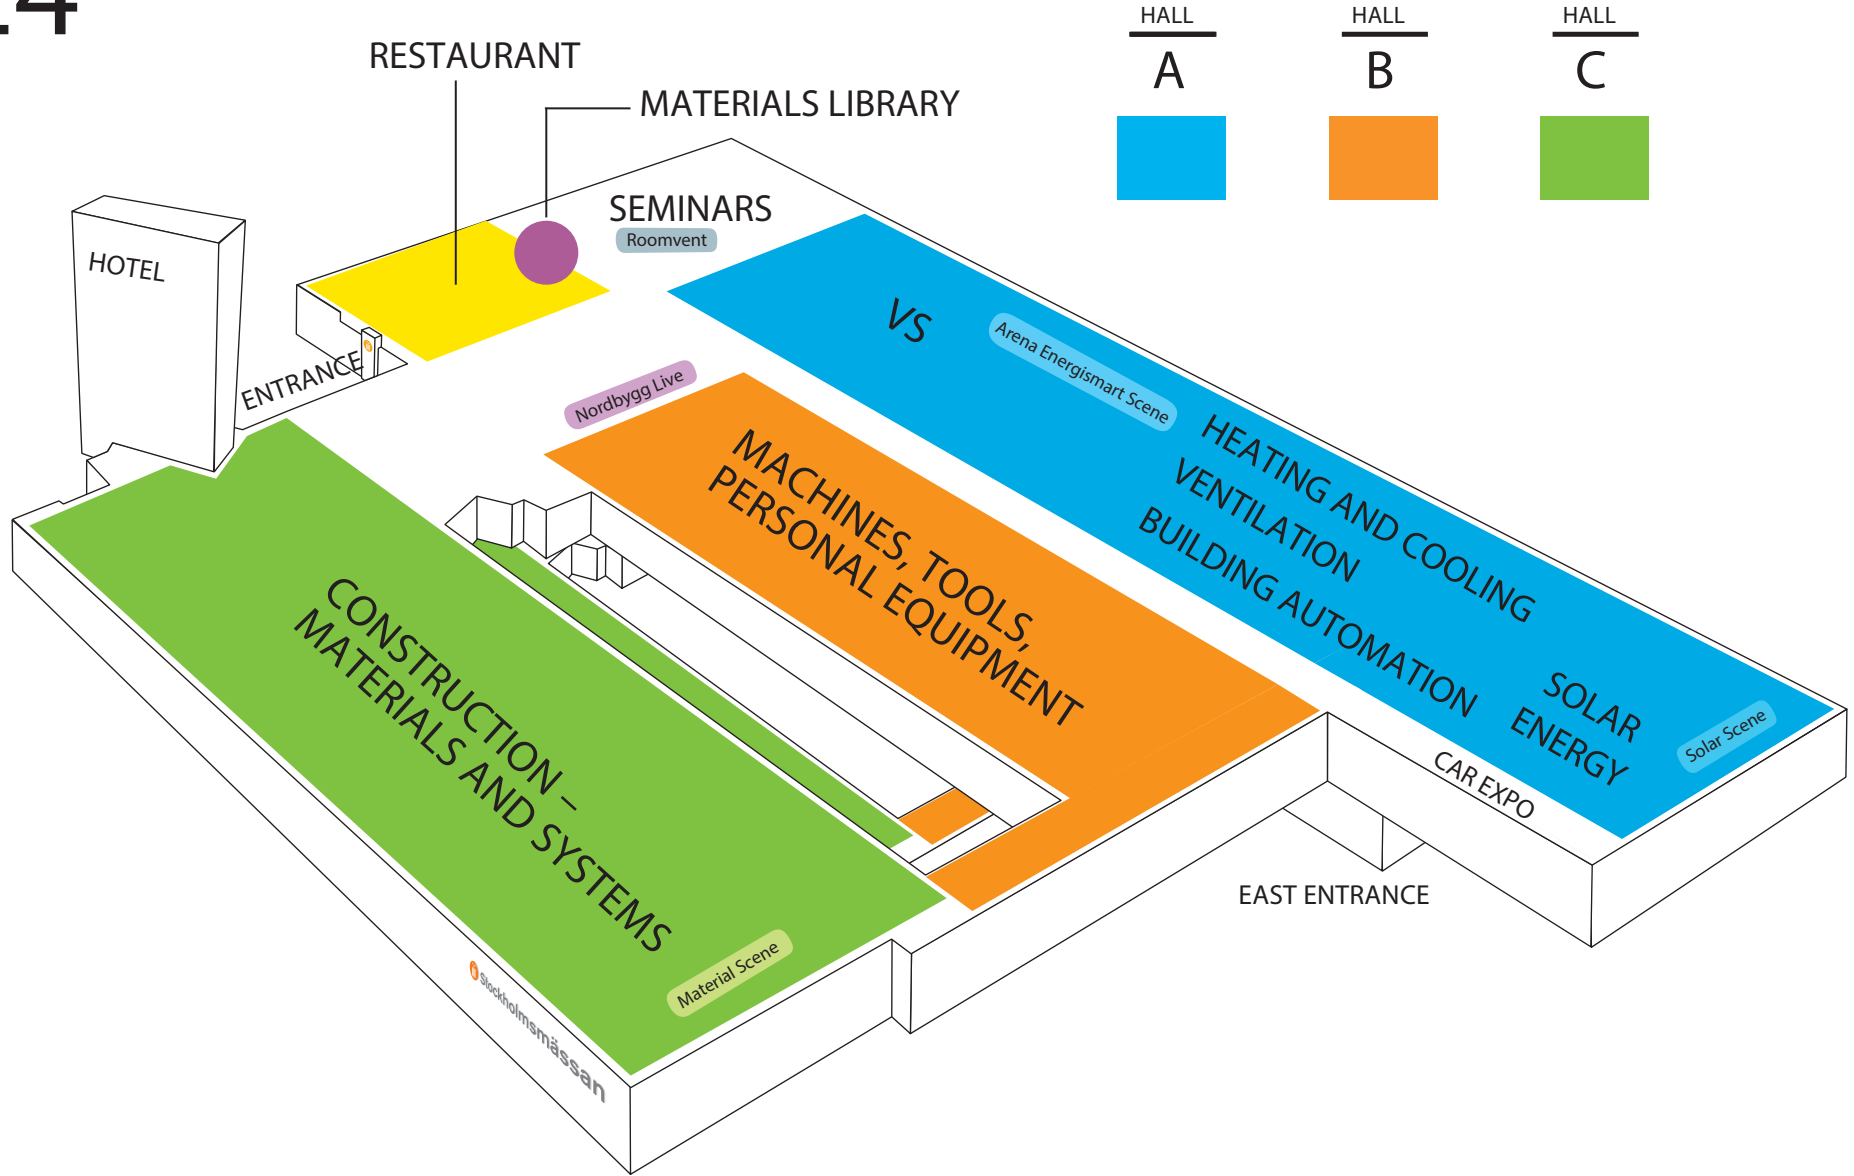 HALL
A
HALL
B
HALL
C
RESTAURANT
MATERIALS LIBRARY
SEMINARS
Roomvent
HOTEL
ENTRANCE
VS
Arena Energismart Scene
Nordbygg Live
HEATING AND COOLING
VENTILATION
BUILDING AUTOMATION
MACHINES, TOOLS,
PERSONAL EQUIPMENT
SOLAR
ENERGY
Solar Scene
CAR EXPO
EAST ENTRANCE
CONSTRUCTION –
MATERIALS AND SYSTEMS
Material Scene
Stockholmsmässan